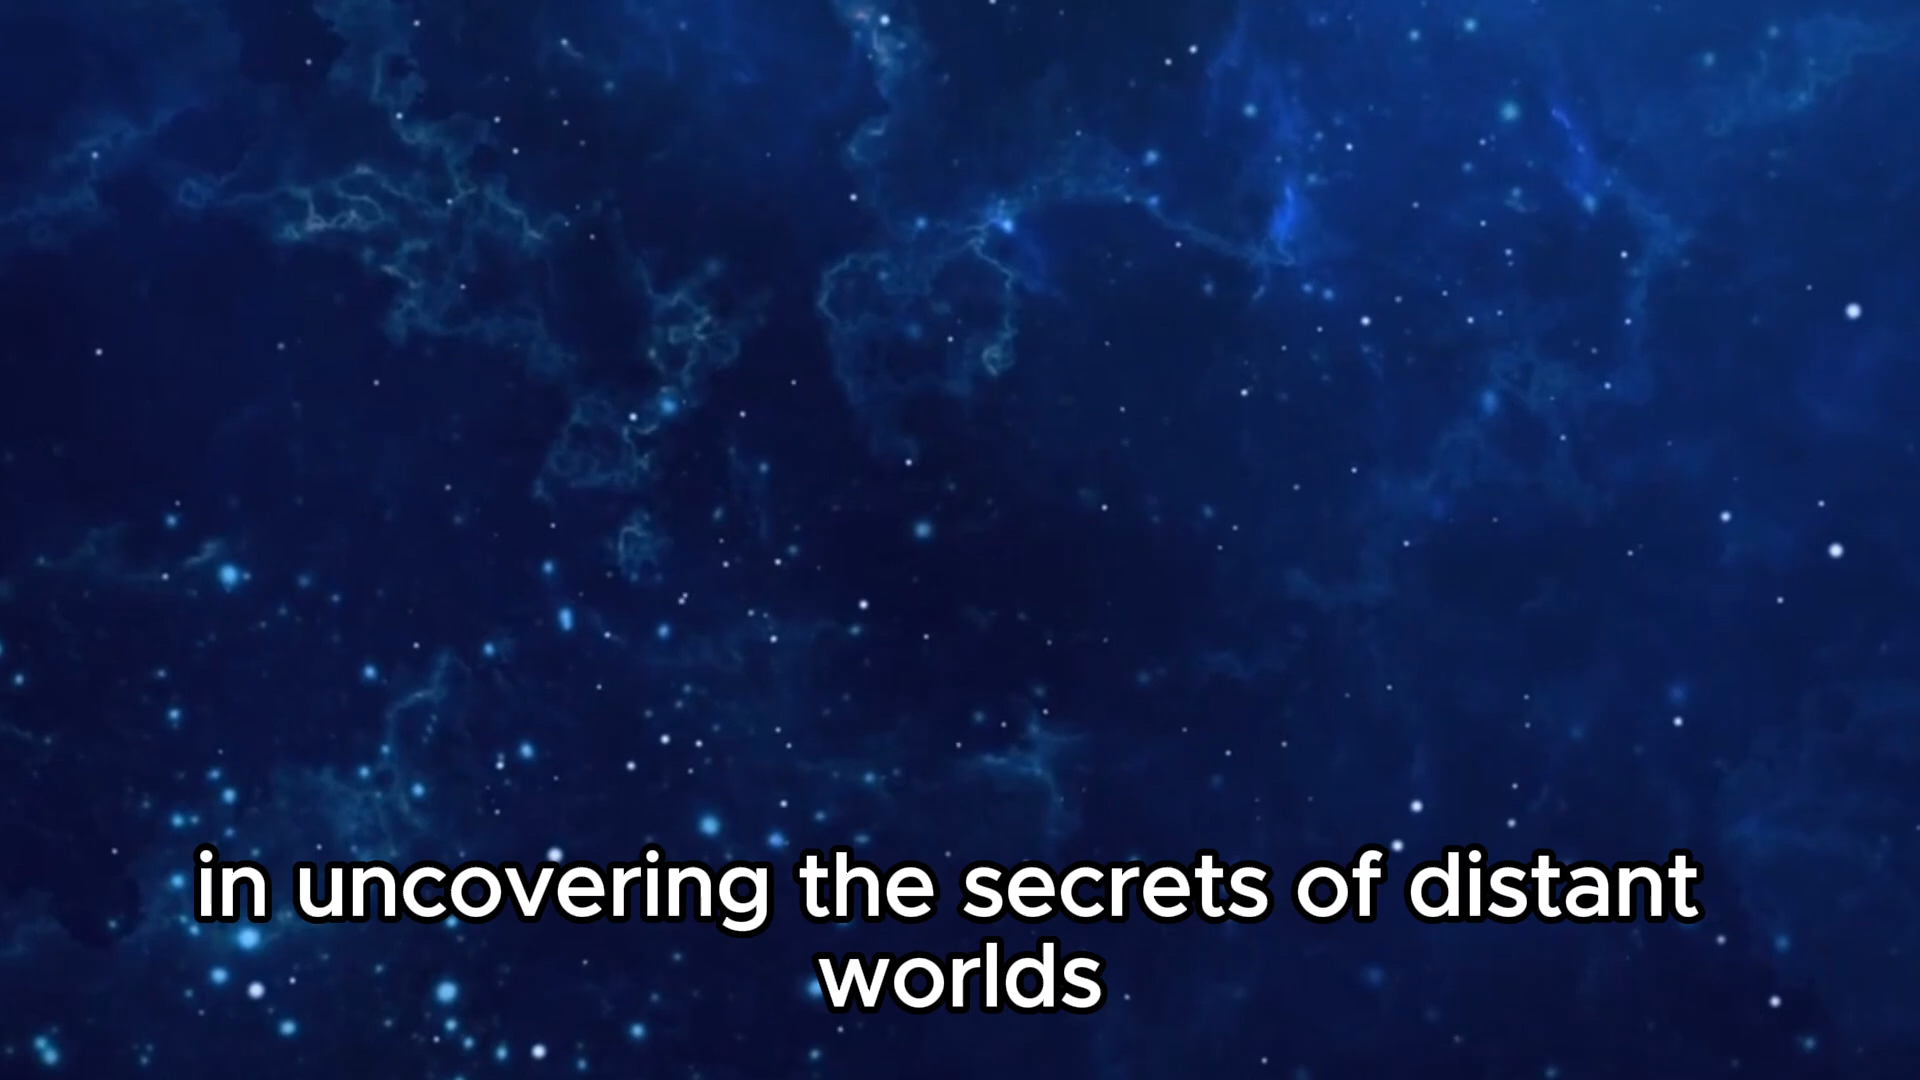 in uncovering the secrets of distant
worlds